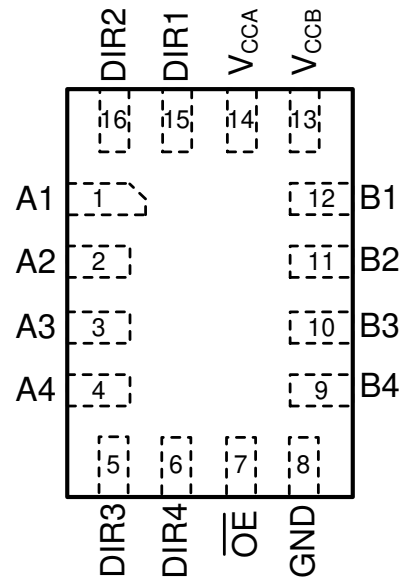 DIR2 DIR1 VCCA VCCB
16 15 14 13
A1 1 12 B1
A2 2 11 B2
A3 3 10 B3
A4 4 9 B4
5 6 7 8
DIR3 DIR4 O̅E̅ GND